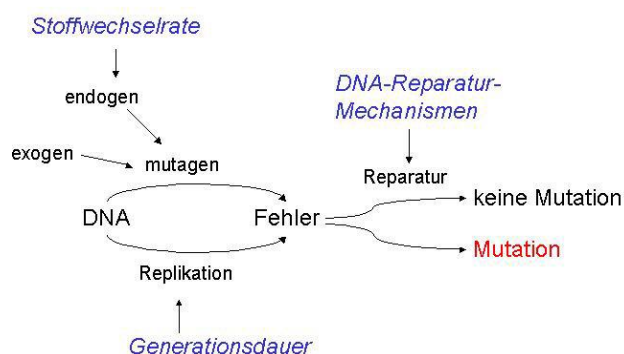 Stoffwechselrate
endogen
DNA-Reparatur-
Mechanismen
exogen
mutagen
Reparatur
keine Mutation
DNA
Fehler
Mutation
Replikation
Generationsdauer